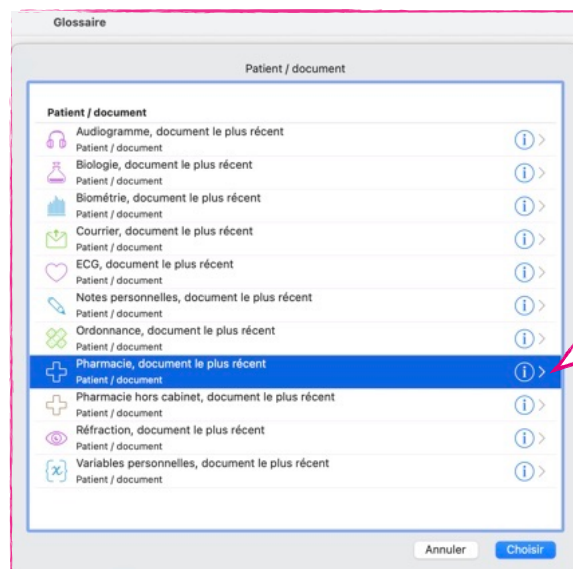 Glossaire
Patient / document
Patient / document
Audiogramme, document le plus récent
Patient / document
Biologie, document le plus récent
Patient / document
Biométrie, document le plus récent
Patient / document
Courrier, document le plus récent
Patient / document
ECG, document le plus récent
Patient / document
Notes personnelles, document le plus récent
Patient / document
Ordonnance, document le plus récent
Patient / document
Pharmacie, document le plus récent
Patient / document
Pharmacie hors cabinet, document le plus récent
Patient / document
Réfraction, document le plus récent
Patient / document
Variables personnelles, document le plus récent
Patient / document
Annuler Choisir